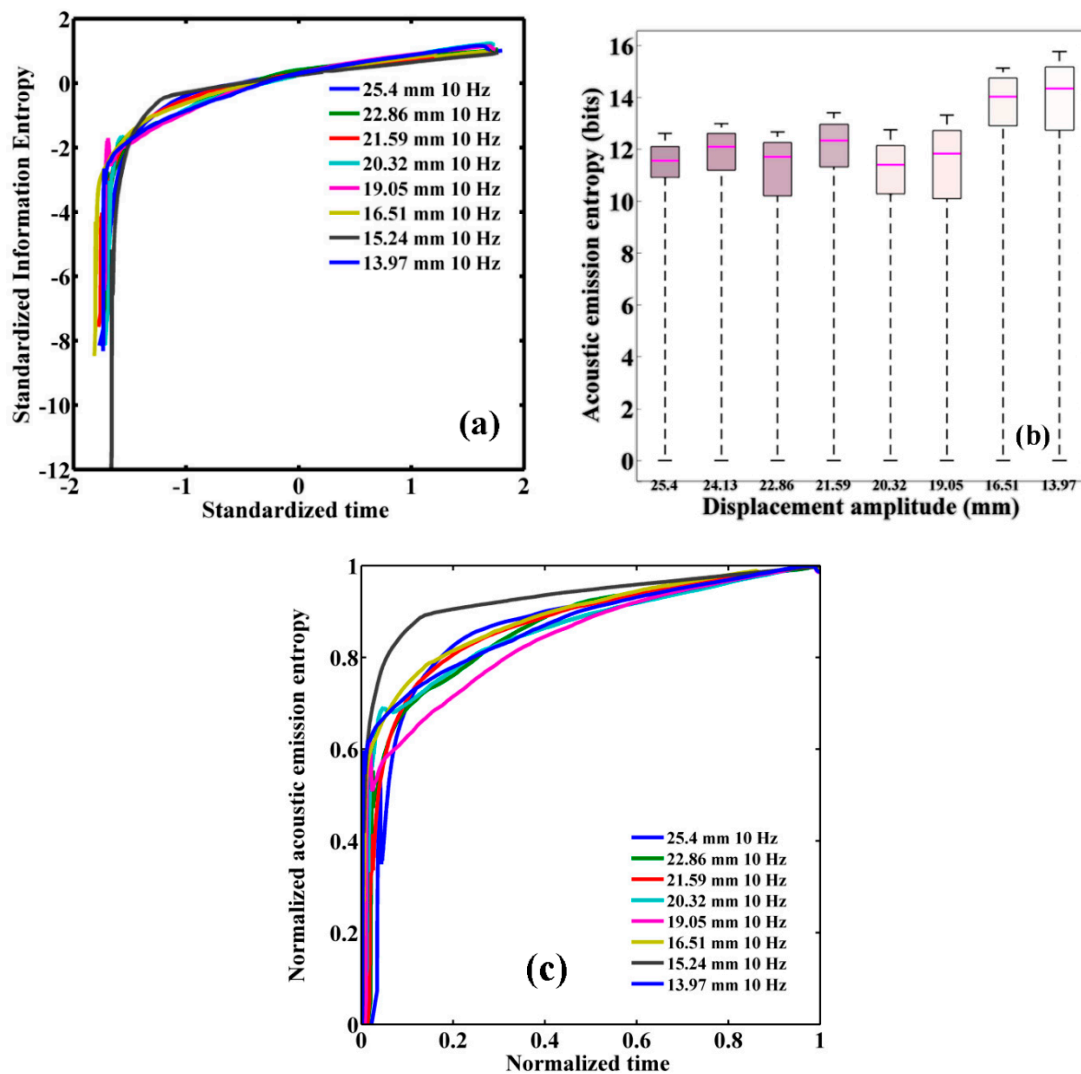 2
0
-2
-4
-6
-8
-10
-12
-2
-1
0
1
2
Standardized Information Entropy
Standardized time
25.4 mm 10 Hz
22.86 mm 10 Hz
21.59 mm 10 Hz
20.32 mm 10 Hz
19.05 mm 10 Hz
16.51 mm 10 Hz
15.24 mm 10 Hz
13.97 mm 10 Hz
(a)
16
14
12
10
8
6
4
2
0
Acoustic emission entropy (bits)
25.4
24.13
22.86
21.59
20.32
19.05
16.51
13.97
Displacement amplitude (mm)
(b)
1
0.8
0.6
0.4
0.2
0
Normalized acoustic emission entropy
0
0.2
0.4
0.6
0.8
1
Normalized time
25.4 mm 10 Hz
22.86 mm 10 Hz
21.59 mm 10 Hz
20.32 mm 10 Hz
19.05 mm 10 Hz
16.51 mm 10 Hz
15.24 mm 10 Hz
13.97 mm 10 Hz
(c)